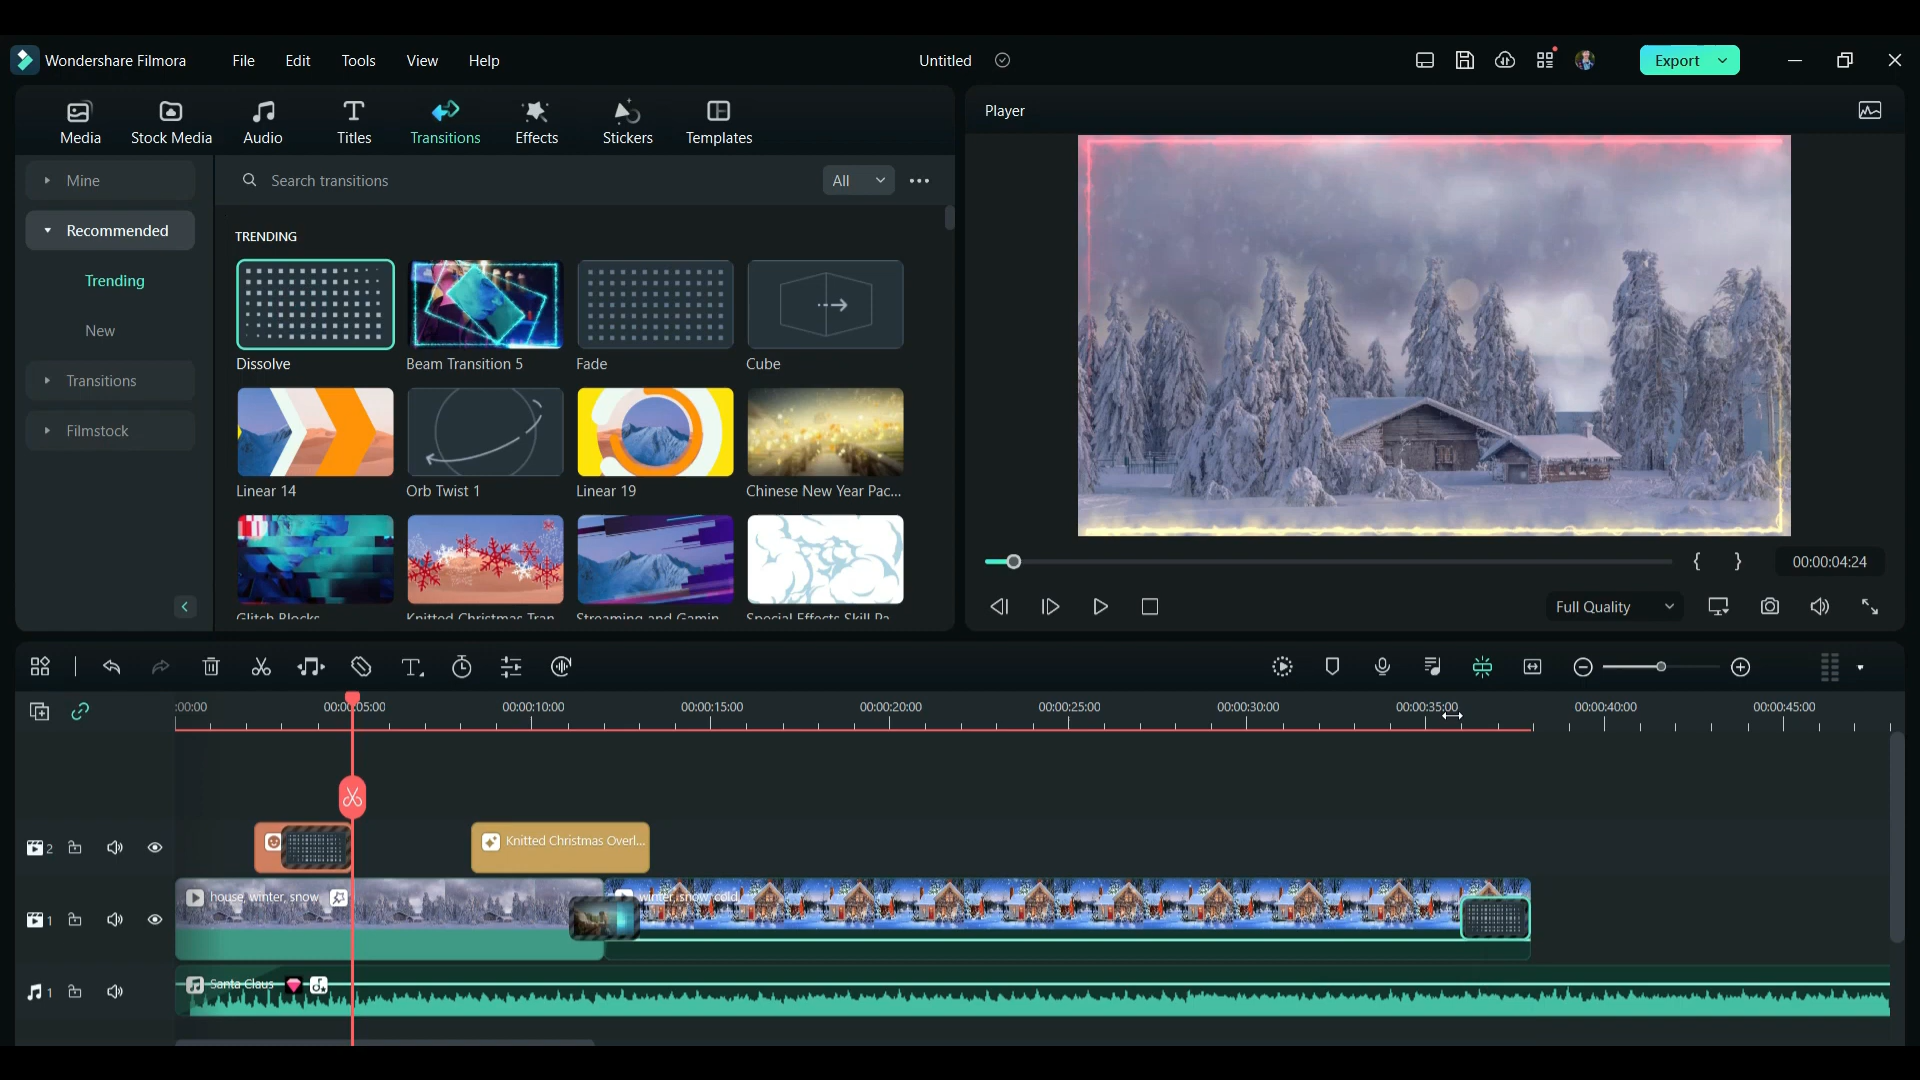 Wondershare Filmora
File
Edit
Tools
View
Help
Untitled
Export
Media
Stock Media
Audio
Titles
Transitions
Effects
Stickers
Templates
Player
Mine
Recommended
Trending
New
Transitions
Filmstock
Search transitions
All
TRENDING
Dissolve
Beam Transition 5
Fade
Cube
Linear 14
Orb Twist 1
Linear 19
Chinese New Year Pac...
Glitch Blocks
Knitted Christmas Tran...
Streaming and Gamin...
Special Effects Skill Pa...
{ }
00:00:04:24
Full Quality
:00:00
00:00:05:00
00:00:10:00
00:00:15:00
00:00:20:00
00:00:25:00
00:00:30:00
00:00:35:00
00:00:40:00
00:00:45:00
2
Knitted Christmas Overl...
1
house, winter, snow
winter, snow, cold,
1
Santa Claus